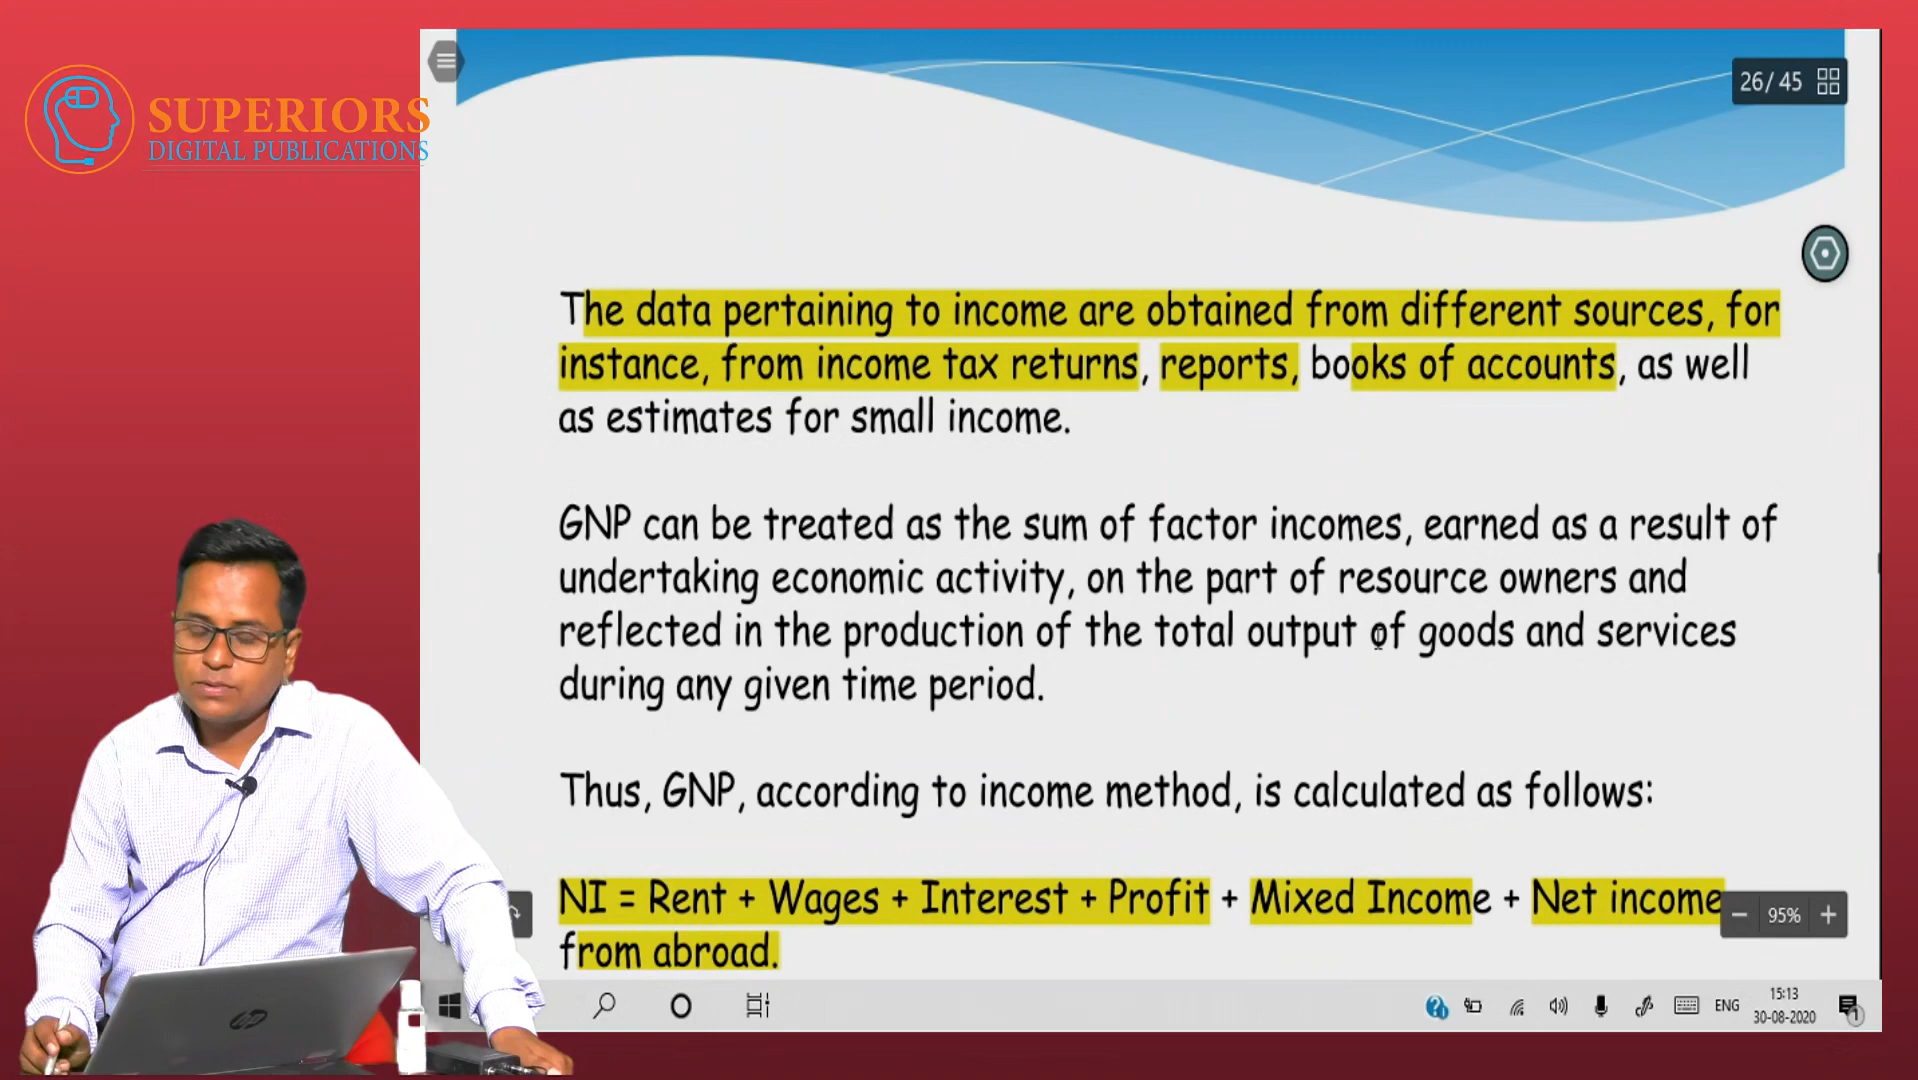 SUPERIORS
DIGITAL PUBLICATIONS
26/ 45
The data pertaining to income are obtained from different sources, for
instance, from income tax returns, reports, books of accounts, as well
as estimates for small income.
GNP can be treated as the sum of factor incomes, earned as a result of
undertaking economic activity, on the part of resource owners and
reflected in the production of the total output of goods and services
during any given time period.
Thus, GNP, according to income method, is calculated as follows:
NI = Rent + Wages + Interest + Profit + Mixed Income + Net income
from abroad.
95%
ENG
15:13
30-08-2020
1
hp